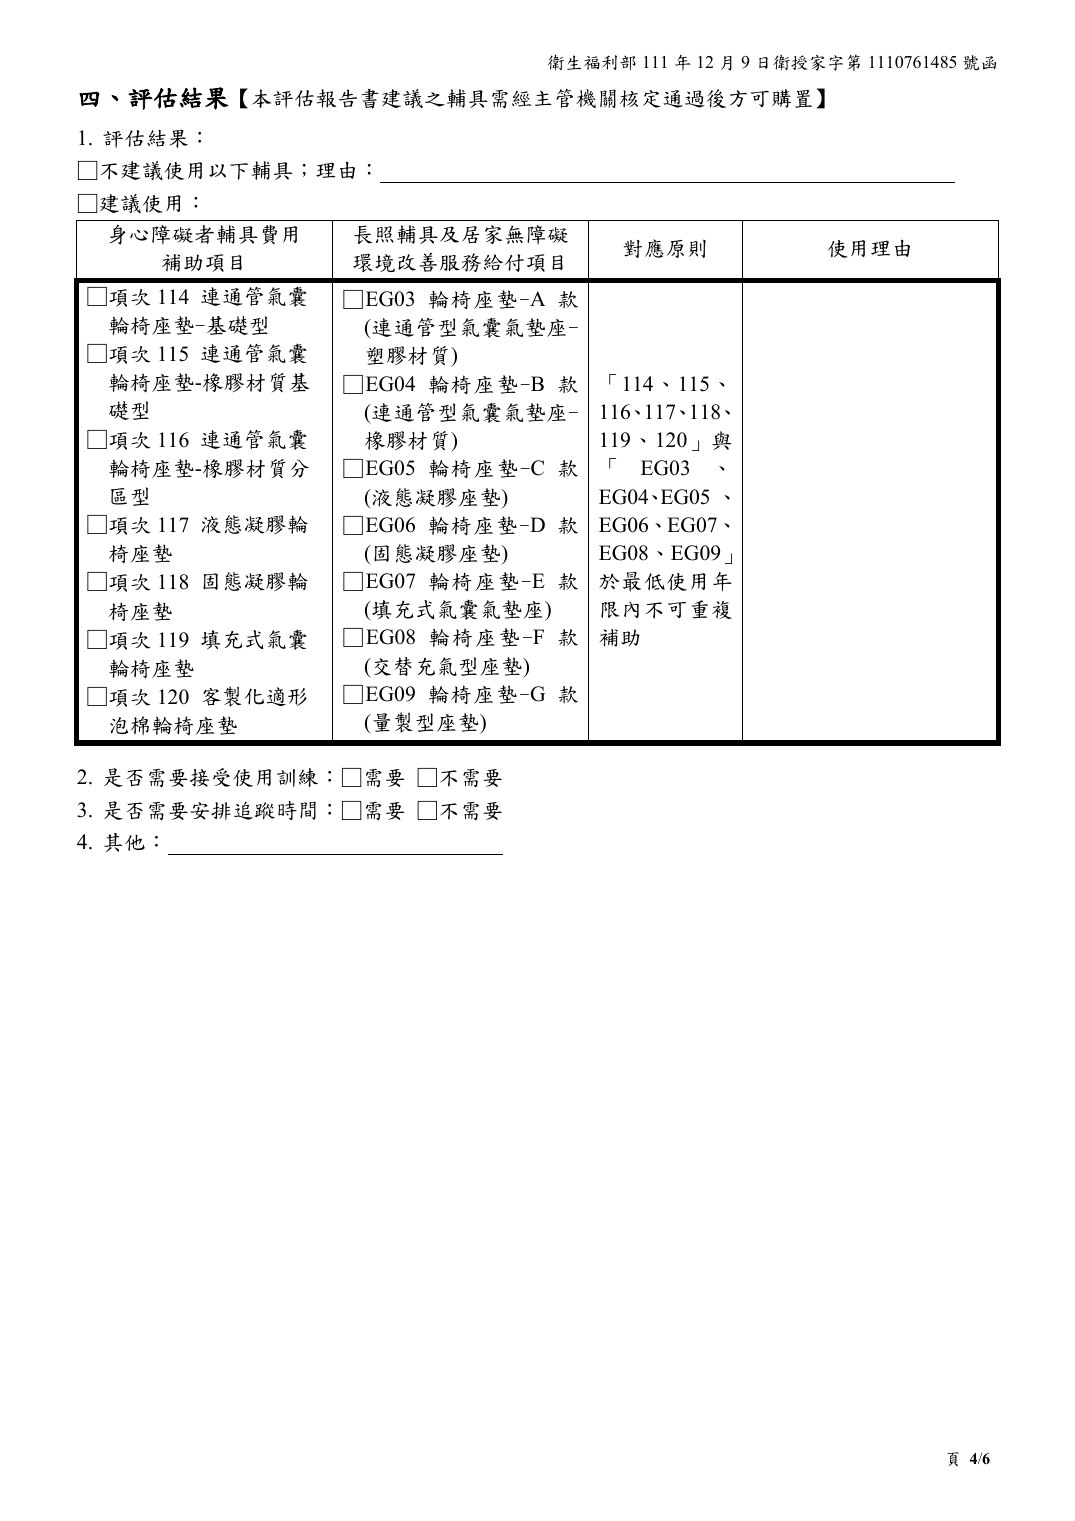 衛生福利部 111 年 12 月 9 日衛授家字第 1110761485 號函
四、評估結果【本評估報告書建議之輔具需經主管機關核定通過後方可購置】
1. 評估結果：
□不建議使用以下輔具；理由：
□建議使用：
身心障礙者輔具費用
補助項目
長照輔具及居家無障礙
環境改善服務給付項目
對應原則
使用理由
□項次 114 連通管氣囊
輪椅座墊-基礎型
□項次 115 連通管氣囊
輪椅座墊-橡膠材質基
礎型
□項次 116 連通管氣囊
輪椅座墊-橡膠材質分
區型
□項次 117 液態凝膠輪
椅座墊
□項次 118 固態凝膠輪
椅座墊
□項次 119 填充式氣囊
輪椅座墊
□項次 120 客製化適形
泡棉輪椅座墊
□EG03 輪椅座墊-A 款
(連通管型氣囊氣墊座-
塑膠材質)
□EG04 輪椅座墊-B 款
(連通管型氣囊氣墊座-
橡膠材質)
□EG05 輪椅座墊-C 款
(液態凝膠座墊)
□EG06 輪椅座墊-D 款
(固態凝膠座墊)
□EG07 輪椅座墊-E 款
(填充式氣囊氣墊座)
□EG08 輪椅座墊-F 款
(交替充氣型座墊)
□EG09 輪椅座墊-G 款
(量製型座墊)
「114、115、
116、117、118、
119、120」與
「EG03、
EG04、EG05、
EG06、EG07、
EG08、EG09」
於最低使用年
限內不可重複
補助
2. 是否需要接受使用訓練：□需要 □不需要
3. 是否需要安排追蹤時間：□需要 □不需要
4. 其他：
頁 4/6